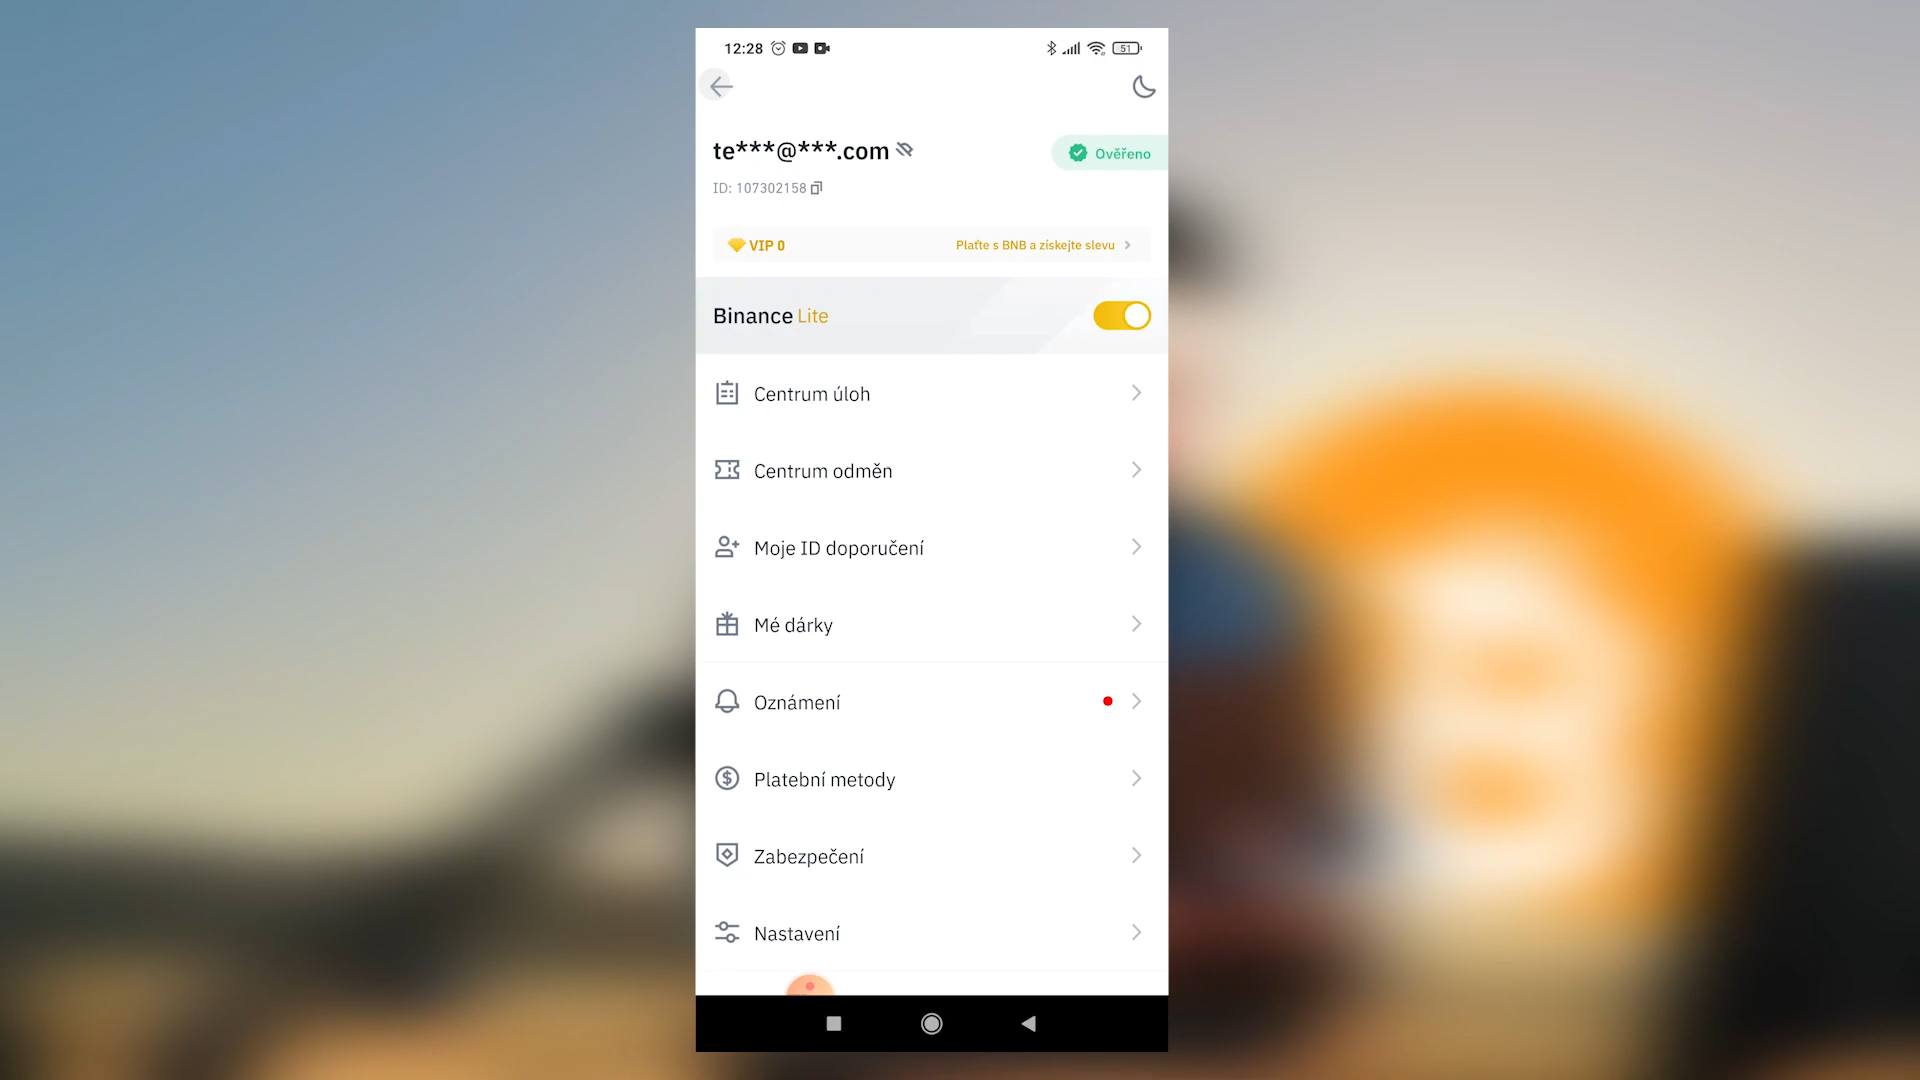 12:28
51
te***@***.com
Ověřeno
ID: 107302158
VIP 0
Plaťte s BNB a získejte slevu
Binance Lite
Centrum úloh
Centrum odměn
Moje ID doporučení
Mé dárky
Oznámení
Platební metody
Zabezpečení
Nastavení